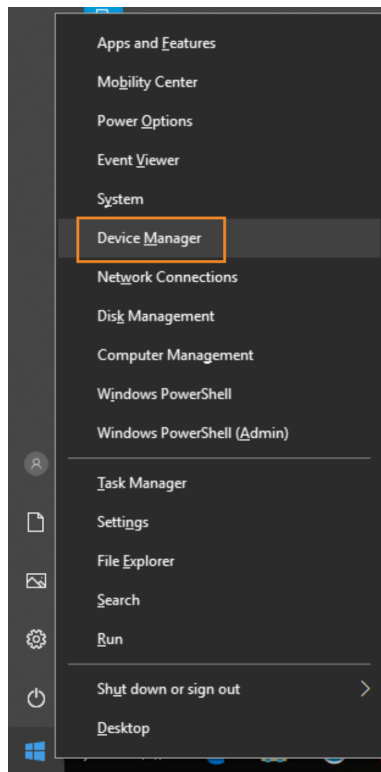 Apps and Features
Mobility Center
Power Options
Event Viewer
System
Device Manager
Network Connections
Disk Management
Computer Management
Windows PowerShell
Windows PowerShell (Admin)
Task Manager
Settings
File Explorer
Search
Run
Shut down or sign out
Desktop